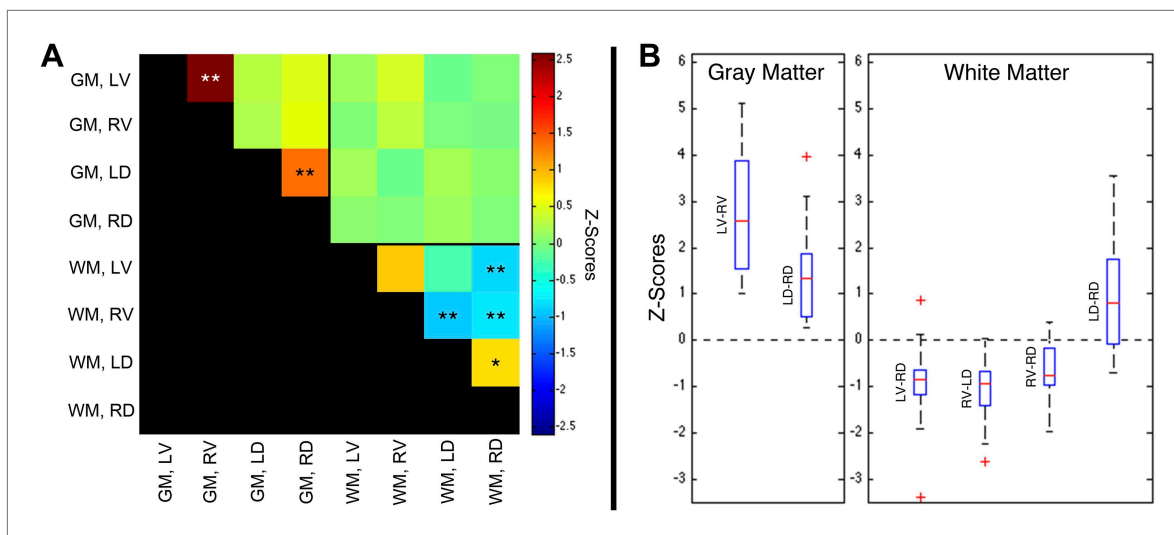 A
GM, LV
GM, RV
GM, LD
GM, RD
WM, LV
WM, RV
WM, LD
WM, RD
**
**
**
**
**
*
GM, LV
GM, RV
GM, LD
GM, RD
WM, LV
WM, RV
WM, LD
WM, RD
2.5
2
1.5
1
0.5
0
-0.5
-1
-1.5
-2
-2.5
Z-Scores
B
Gray Matter
White Matter
Z-Scores
6
5
4
3
2
1
0
-1
-2
-3
LV-RV
LD-RD
6
5
4
3
2
1
0
-1
-2
-3
LV-RD
RV-LD
RV-RD
LD-RD